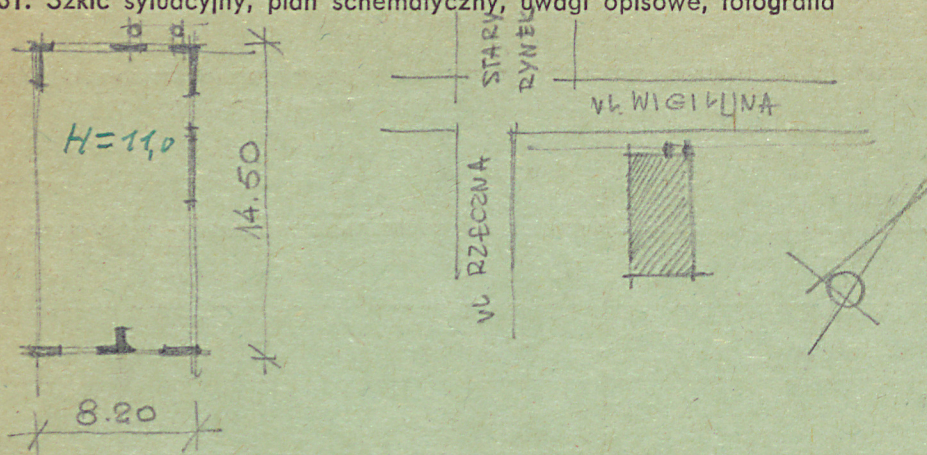 31. Szkic sytuacyjny, plan schematyczny, uwagi opisowe, fotografia
STARY
RYNEK
UL WIGILIJNA
H=11,0
14.50
UL RZECZNA
8.20